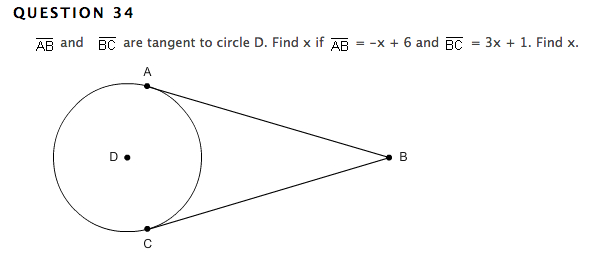 QUESTION 34
AB and BC are tangent to circle D. Find x if AB = -x + 6 and BC = 3x + 1. Find x.
A
D
B
C